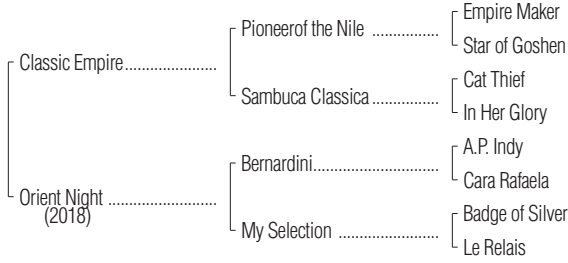 Classic Empire......................
Orient Night .........................
(2018)
Pioneerof the Nile ................
Sambuca Classica................
Bernardini.............................
My Selection ........................
Empire Maker
Star of Goshen
Cat Thief
In Her Glory
A.P. Indy
Cara Rafaela
Badge of Silver
Le Relais